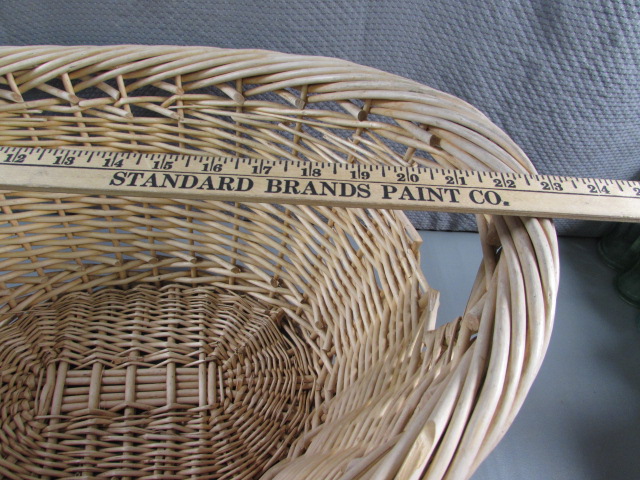 12 13 14 15 16 17 18 19 20 21 22 23 24
STANDARD BRANDS PAINT CO.